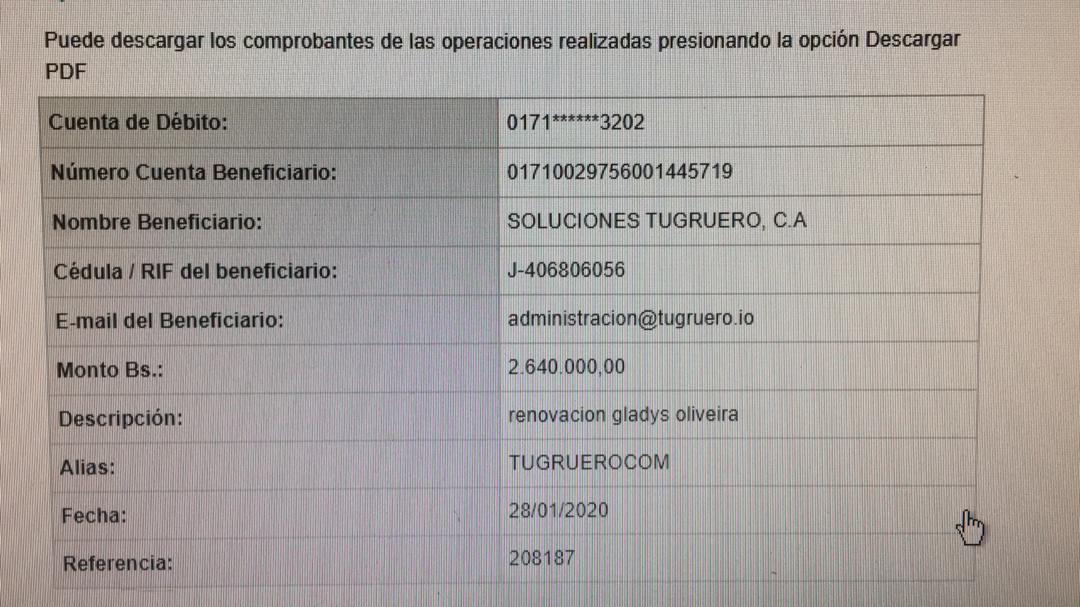 Puede descargar los comprobantes de las operaciones realizadas presionando la opción Descargar
PDF
Cuenta de Débito: 0171******3202
Número Cuenta Beneficiario: 01710029756001445719
Nombre Beneficiario: SOLUCIONES TUGRUERO, C.A
Cédula / RIF del beneficiario: J-406806056
E-mail del Beneficiario: administracion@tugruero.io
Monto Bs.: 2.640.000,00
Descripción: renovacion gladys oliveira
Alias: TUGRUEROCOM
Fecha: 28/01/2020
Referencia: 208187